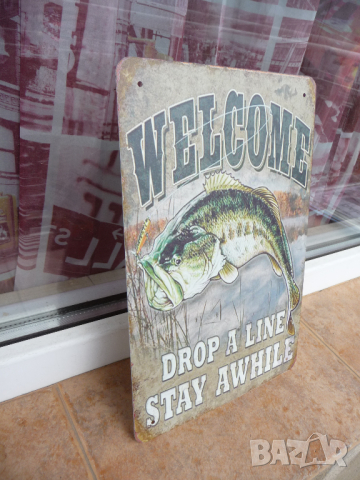 WELCOME
DROP A LINE
STAY AWHILE
BAZAR